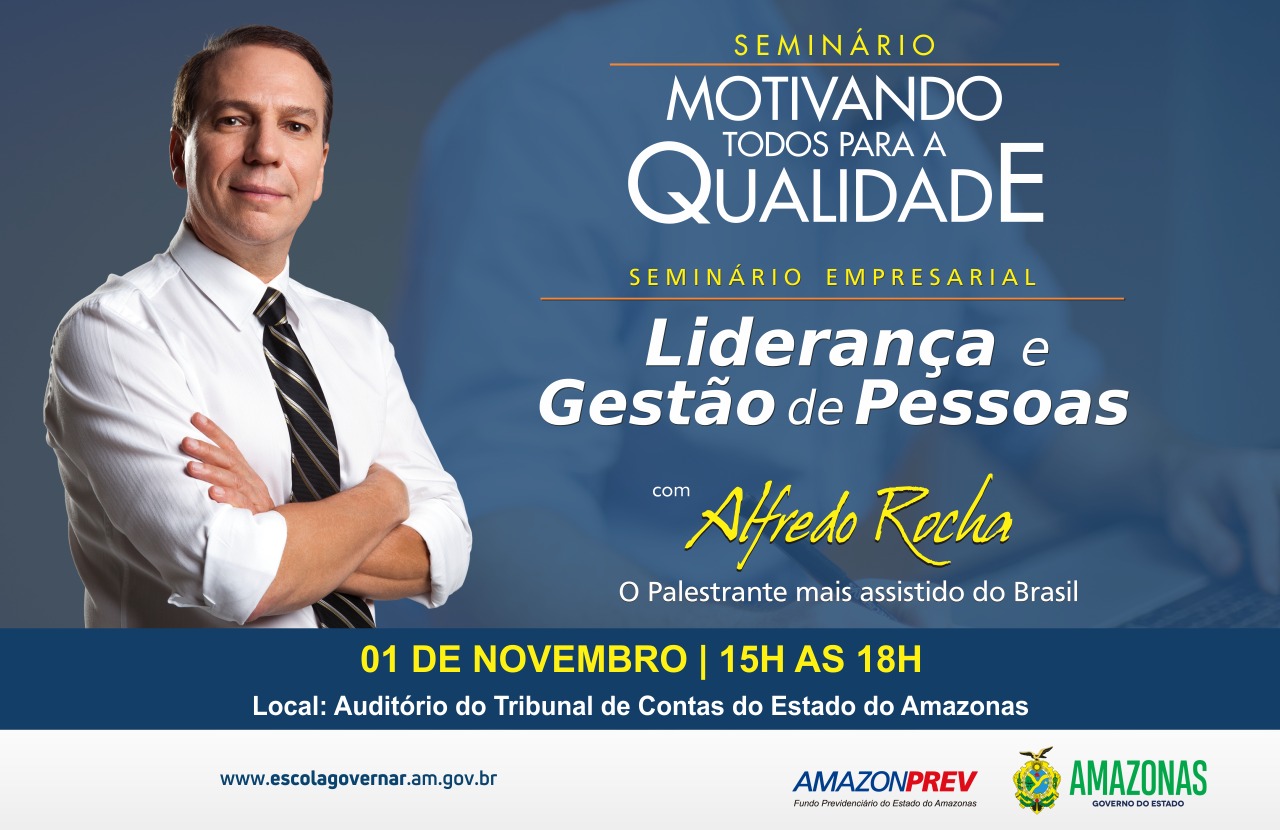 SEMINÁRIO
MOTIVANDO
TODOS PARA A
QUALIDADE
SEMINÁRIO EMPRESARIAL
Liderança e
Gestão de Pessoas
com Alfredo Rocha
O Palestrante mais assistido do Brasil
01 DE NOVEMBRO | 15H AS 18H
Local: Auditório do Tribunal de Contas do Estado do Amazonas
www.escolagovernar.am.gov.br
AMAZONPREV
Fundo Previdenciário do Estado do Amazonas
AMAZONAS
GOVERNO DO ESTADO